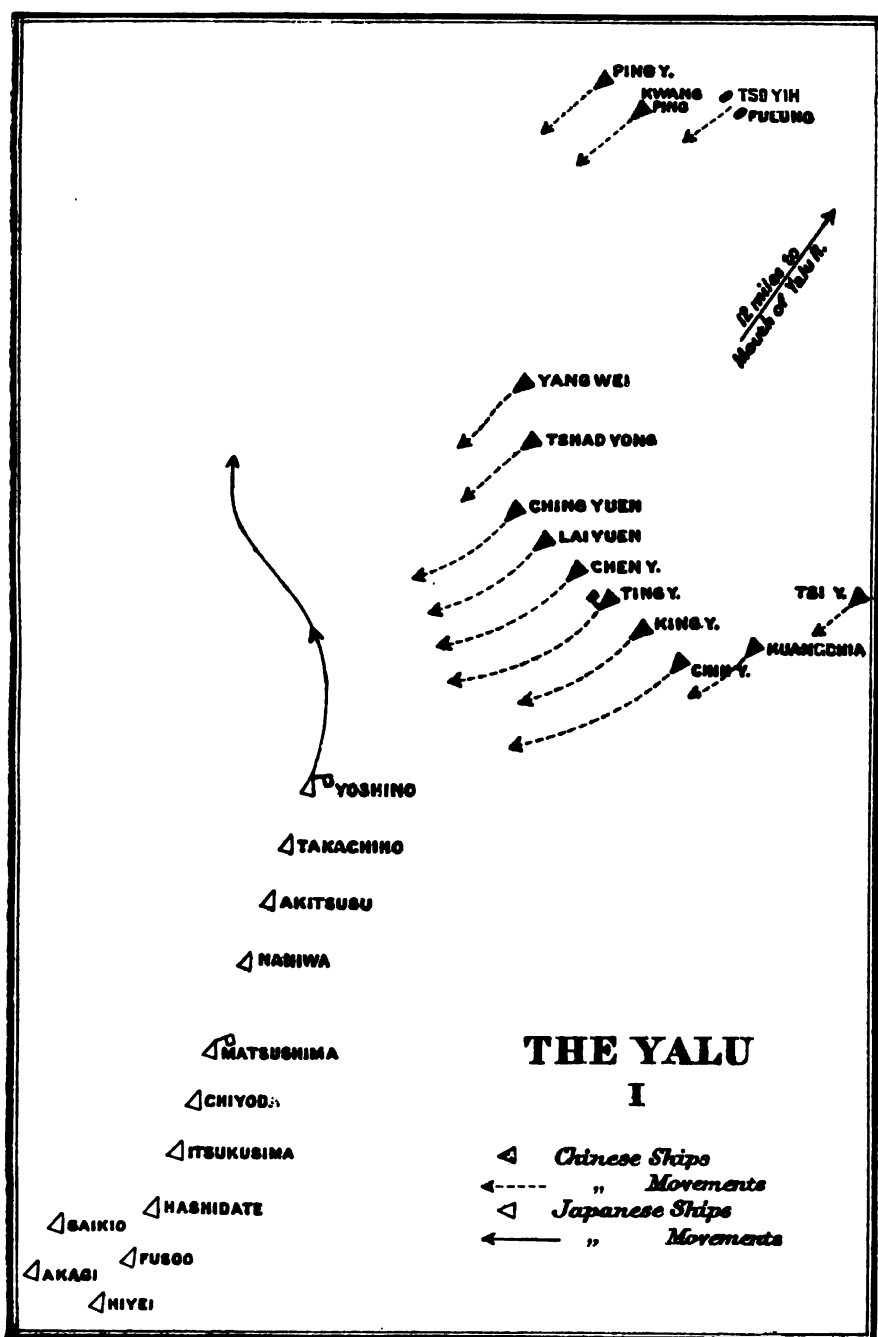 PING Y.
KWANG
PING
TSO YIH
FULUNG
12 miles to
Mouth of Yalu R.
YANG WEI
TSHAD YONG
CHING YUEN
LAI YUEN
CHEN Y.
TING Y.
TSI Y.
KING Y.
KUANGCHIA
CHIH Y.
YOSHINO
TAKACHIHO
AKITSUSU
NANIWA
MATSUSHIMA
CHIYODA
ITSUKUSIMA
HASHIDATE
SAIKIO
FUSOO
AKAGI
HIYEI
THE YALU
I
Chinese Ships
„ Movements
Japanese Ships
„ Movements